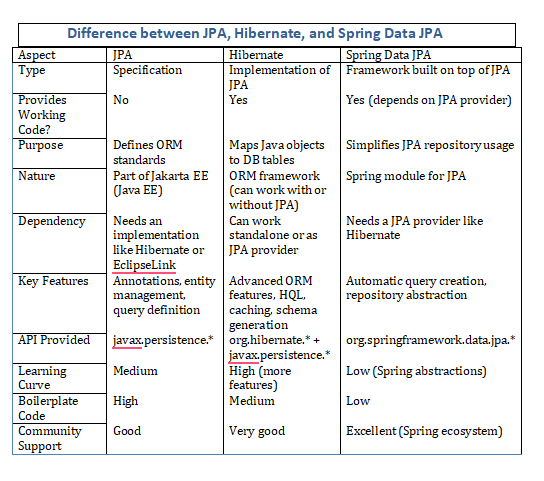 Difference between JPA, Hibernate, and Spring Data JPA
Aspect JPA Hibernate Spring Data JPA
Type Specification Implementation of Framework built on top of JPA
JPA
Provides No Yes Yes (depends on JPA provider)
Working
Code?
Purpose Defines ORM Maps Java objects Simplifies JPA repository usage
standards to DB tables
Nature Part of Jakarta EE ORM framework Spring module for JPA
(Java EE) (can work with or
without JPA)
Dependency Needs an Can work Needs a JPA provider like
implementation standalone or as Hibernate
like Hibernate or JPA provider
EclipseLink
Key Features Annotations, entity Advanced ORM Automatic query creation,
management, features, HQL, repository abstraction
query definition caching, schema
generation
API Provided javax.persistence.* org.hibernate.* + org.springframework.data.jpa.*
javax.persistence.*
Learning Medium High (more Low (Spring abstractions)
Curve features)
Boilerplate High Medium Low
Code
Community Good Very good Excellent (Spring ecosystem)
Support